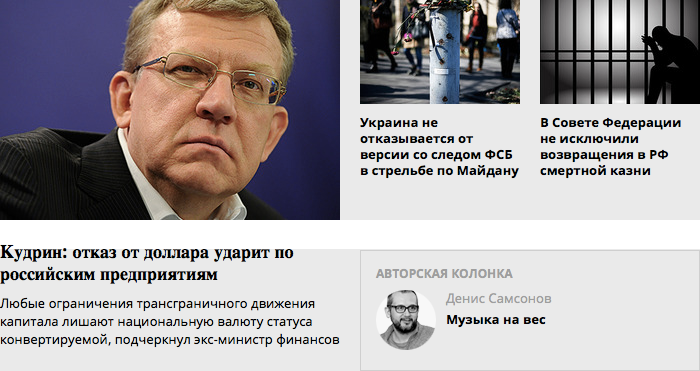 Украина не
отказывается от
версии со следом ФСБ
в стрельбе по Майдану
В Совете Федерации
не исключили
возвращения в РФ
смертной казни
Кудрин: отказ от доллара ударит по
российским предприятиям
Любые ограничения трансграничного движения
капитала лишают национальную валюту статуса
конвертируемой, подчеркнул экс-министр финансов
АВТОРСКАЯ КОЛОНКА
Денис Самсонов
Музыка на вес